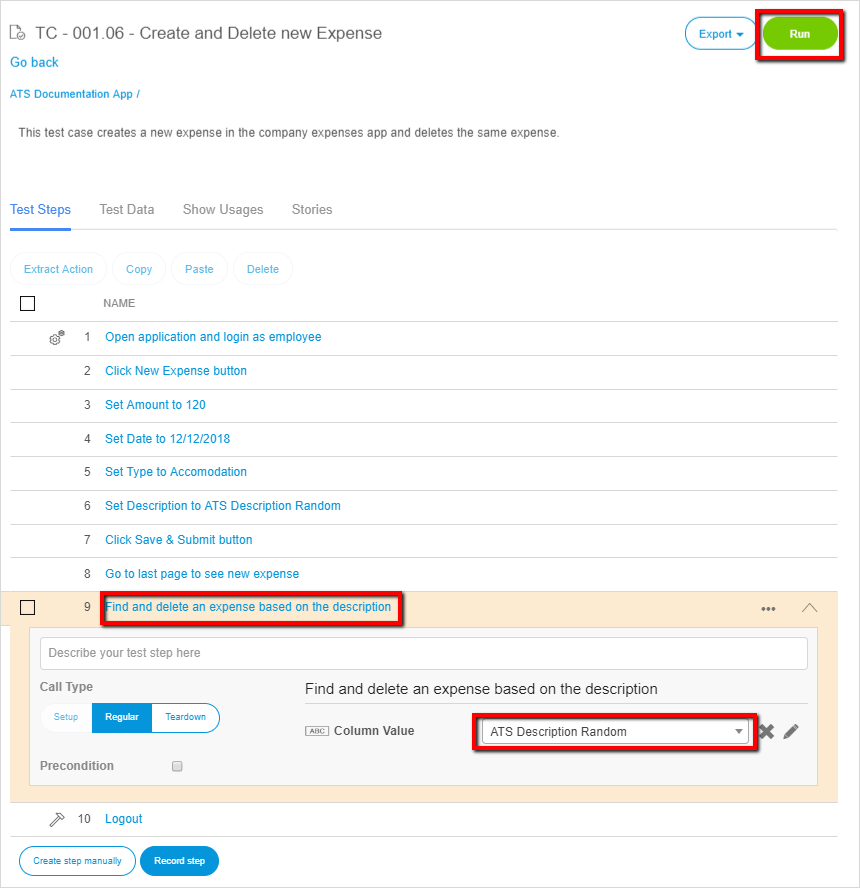 TC - 001.06 - Create and Delete new Expense
Export
Run
Go back
ATS Documentation App /
This test case creates a new expense in the company expenses app and deletes the same expense.
Test Steps Test Data Show Usages Stories
Extract Action Copy Paste Delete
NAME
1 Open application and login as employee
2 Click New Expense button
3 Set Amount to 120
4 Set Date to 12/12/2018
5 Set Type to Accomodation
6 Set Description to ATS Description Random
7 Click Save & Submit button
8 Go to last page to see new expense
9 Find and delete an expense based on the description
Describe your test step here
Call Type
Find and delete an expense based on the description
Setup Regular Teardown
ABC Column Value ATS Description Random
Precondition
10 Logout
Create step manually Record step